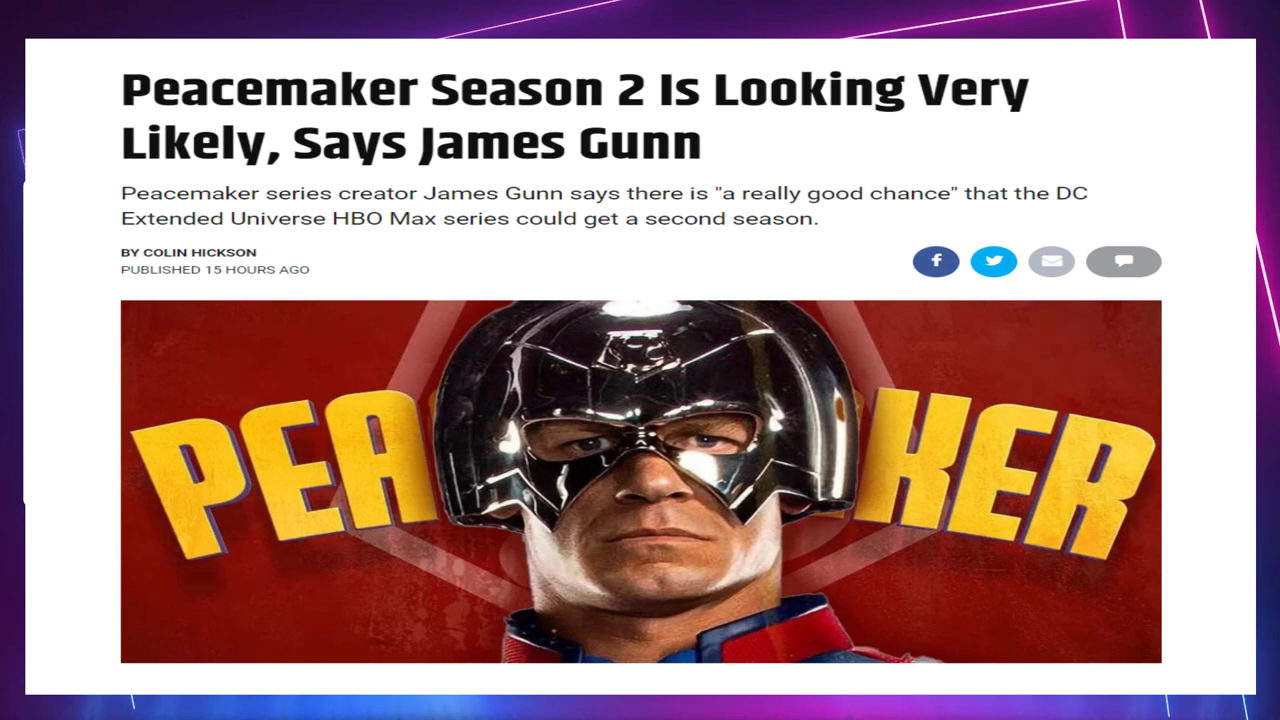 Peacemaker Season 2 Is Looking Very
Likely, Says James Gunn
Peacemaker series creator James Gunn says there is "a really good chance" that the DC
Extended Universe HBO Max series could get a second season.
BY COLIN HICKSON
PUBLISHED 15 HOURS AGO
PEA KER